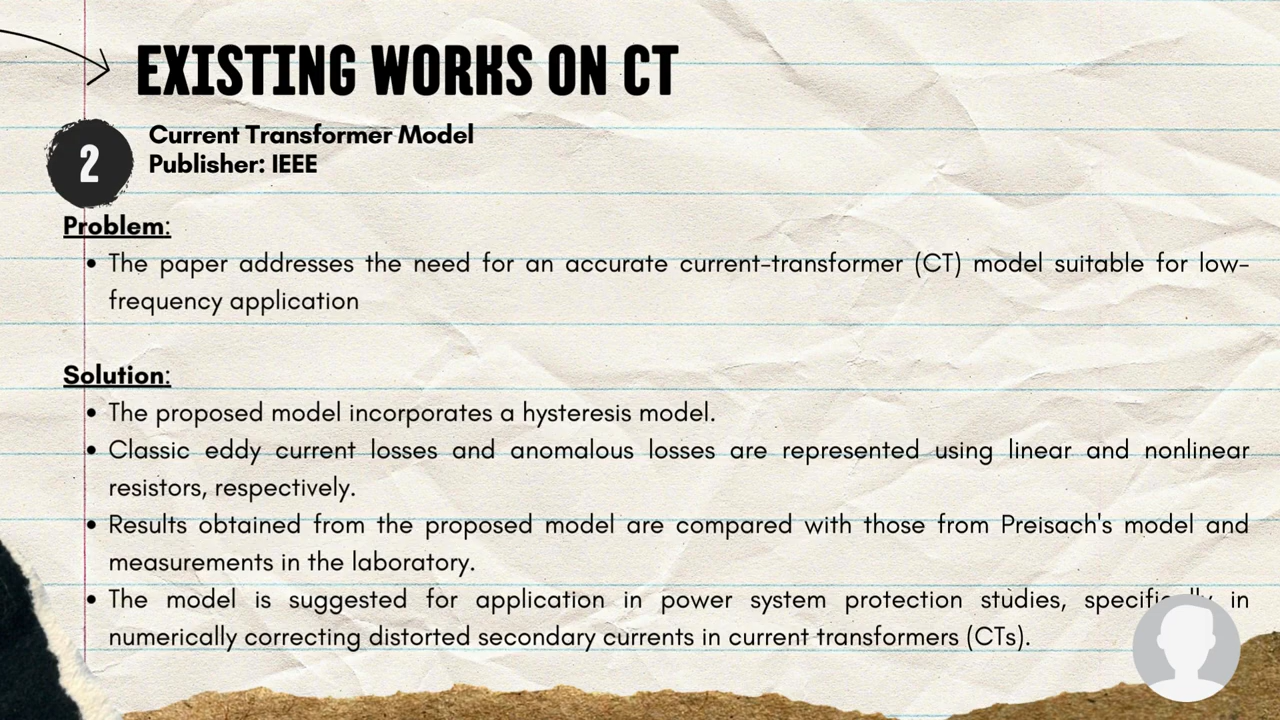 EXISTING WORKS ON CT
2
Current Transformer Model
Publisher: IEEE
Problem:
The paper addresses the need for an accurate current-transformer (CT) model suitable for low-
frequency application
Solution:
The proposed model incorporates a hysteresis model.
Classic eddy current losses and anomalous losses are represented using linear and nonlinear
resistors, respectively.
Results obtained from the proposed model are compared with those from Preisach's model and
measurements in the laboratory.
The model is suggested for application in power system protection studies, specifically in
numerically correcting distorted secondary currents in current transformers (CTs).